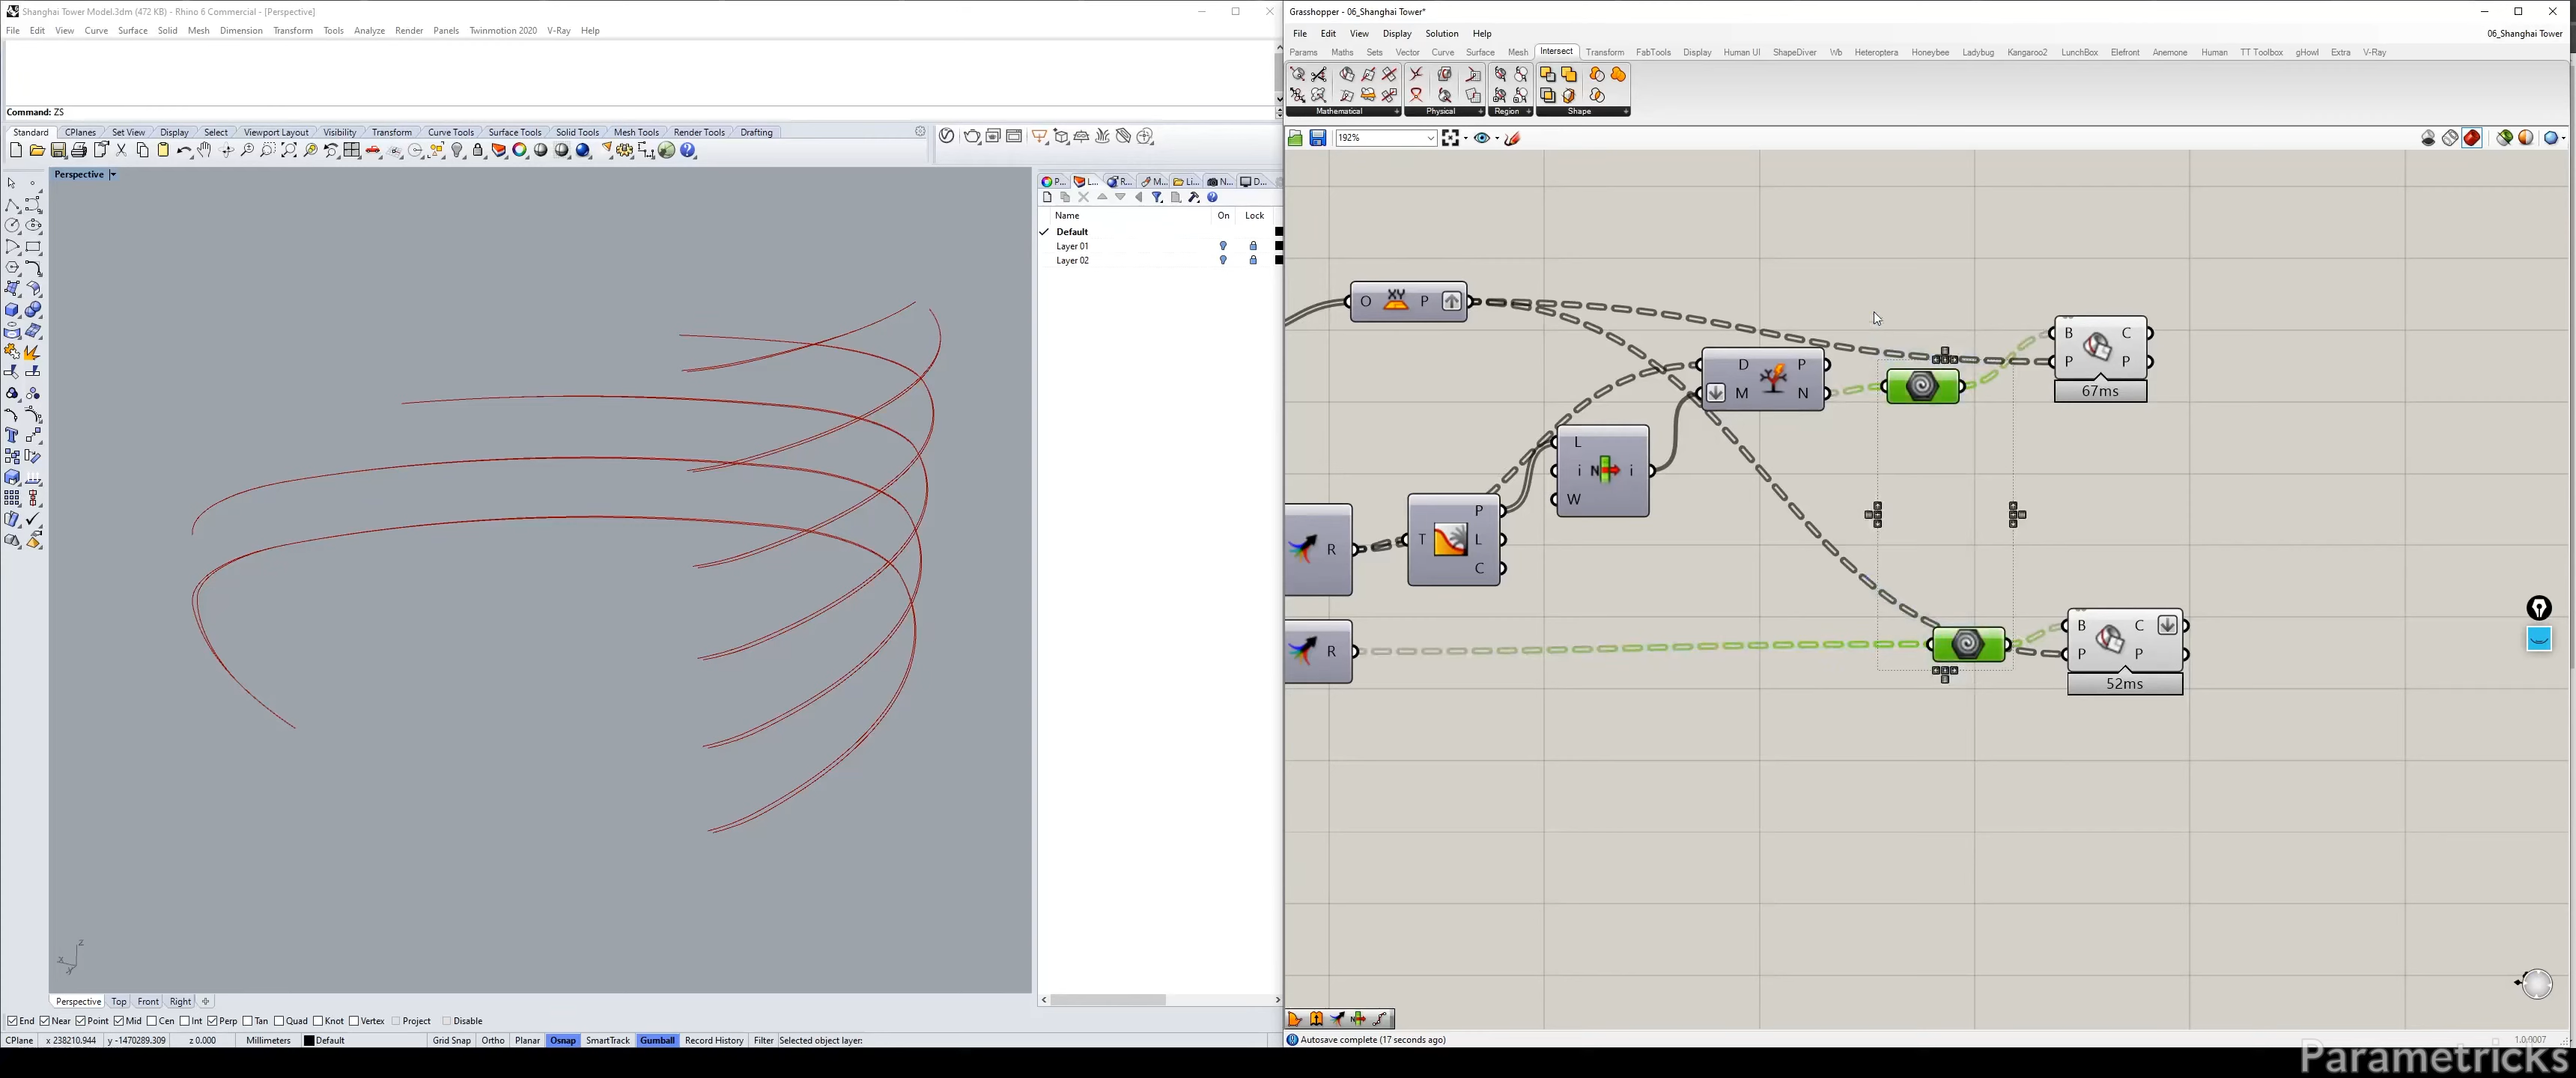 Shanghai Tower Model.3dm (472 KB) - Rhino 6 Commercial - [Perspective]
File Edit View Curve Surface Solid Mesh Dimension Transform Tools Analyze Render Panels Twinmotion 2020 V-Ray Help
Command: ZS
Standard CPlanes Set View Display Select Viewport Layout Visibility Transform Curve Tools Surface Tools Solid Tools Mesh Tools Render Tools Drafting
Perspective
P... L... R... M... Li... N... D...
Name On Lock
Default
Layer 01
Layer 02
z
x
y
Perspective Top Front Right
End Near Point Mid Cen Int Perp Tan Quad Knot Vertex Project Disable
CPlane x 238210.944 y -1470289.309 z 0.000 Millimeters Default Grid Snap Ortho Planar Osnap SmartTrack Gumball Record History Filter Selected object layer:
Grasshopper - 06_Shanghai Tower*
File Edit View Display Solution Help
06_Shanghai Tower
Params Maths Sets Vector Curve Surface Mesh Intersect Transform FabTools Display Human UI ShapeDiver Wb Heteroptera Honeybee Ladybug Kangaroo2 LunchBox Elefront Anemone Human TT Toolbox gHowl Extra V-Ray
Mathematical Physical Region Shape
192%
O XY P
D P
M N
B C
P P
67ms
L
i N i
W
R
P
T L
C
R
B C
P P
52ms
Autosave complete (17 seconds ago)
1.0.0007
Parametricks